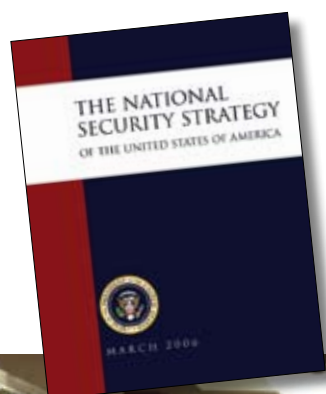 THE NATIONAL
SECURITY STRATEGY
OF THE UNITED STATES OF AMERICA
MARCH 2006